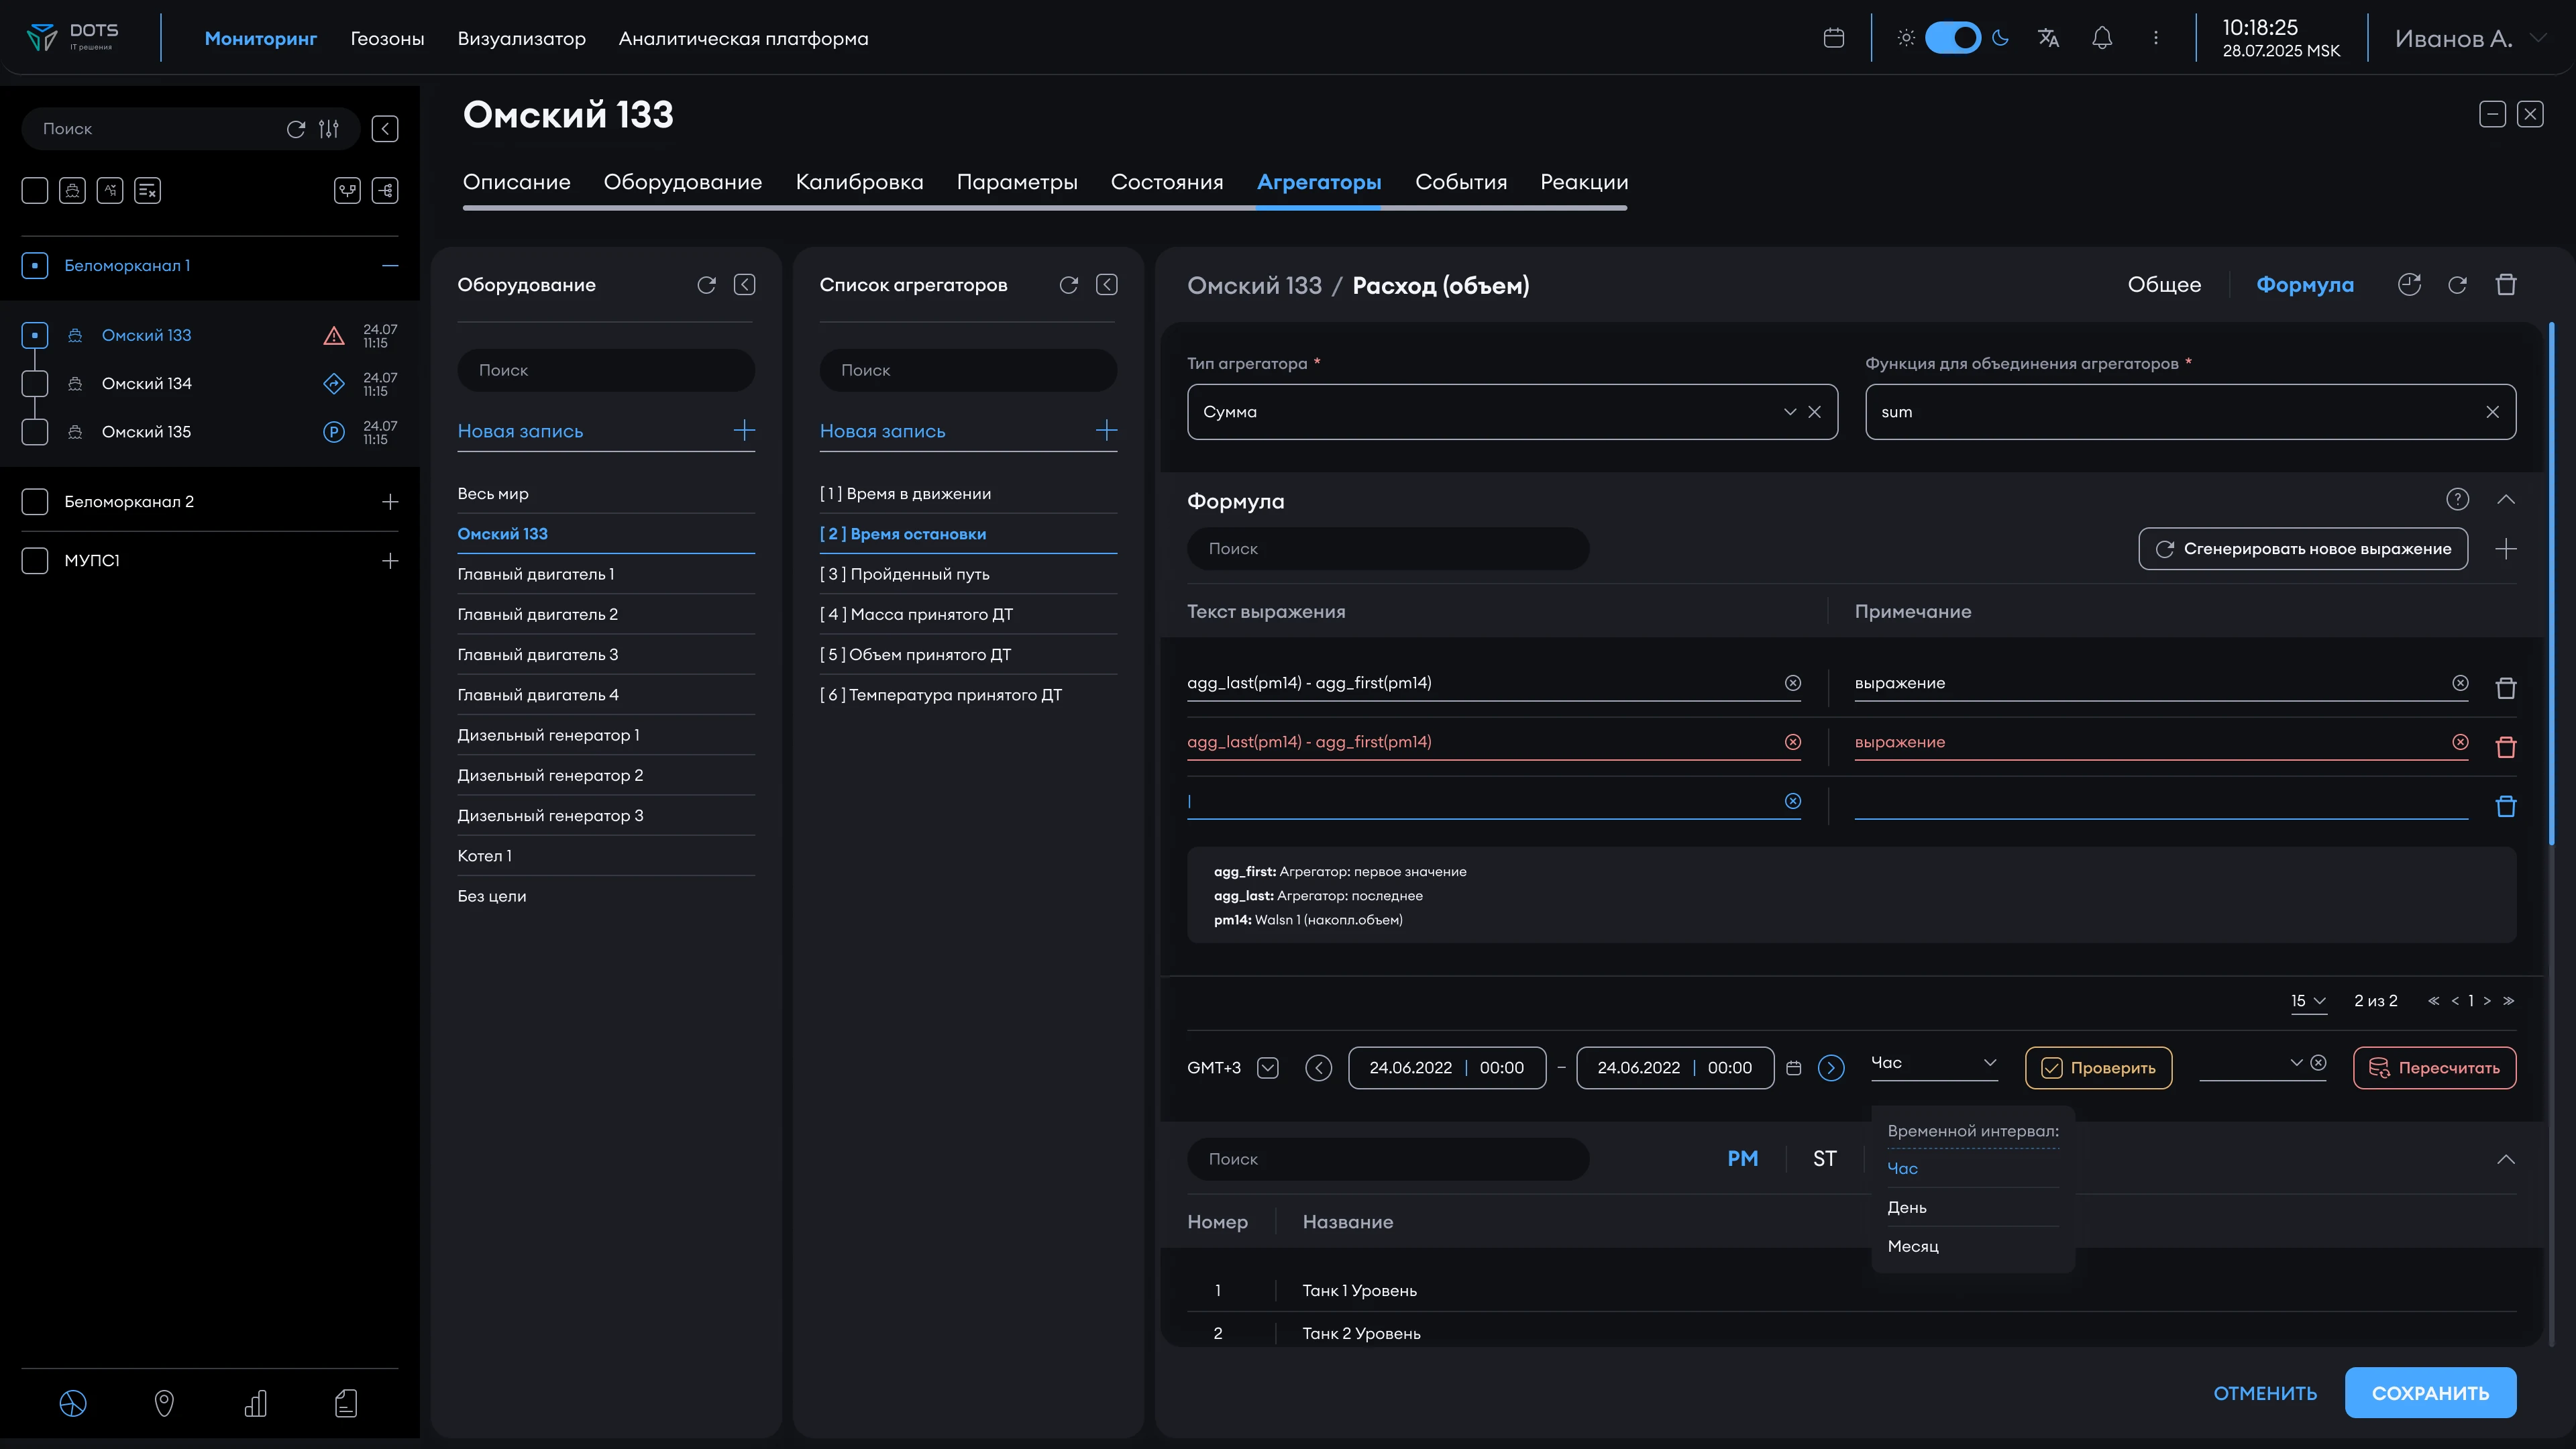 DOTS
IT решения
Мониторинг
Геозоны
Визуализатор
Аналитическая платформа
10:18:25
28.07.2025 MSK
Иванов А.
Поиск
Беломорканал 1
Омский 133
24.07
11:15
Омский 134
24.07
11:15
Омский 135
P
24.07
11:15
Беломорканал 2
МУПС1
Омский 133
Описание
Оборудование
Калибровка
Параметры
Состояния
Агрегаторы
События
Реакции
Оборудование
Поиск
Новая запись
Весь мир
Омский 133
Главный двигатель 1
Главный двигатель 2
Главный двигатель 3
Главный двигатель 4
Дизельный генератор 1
Дизельный генератор 2
Дизельный генератор 3
Котел 1
Без цели
Список агрегаторов
Поиск
Новая запись
[ 1 ] Время в движении
[ 2 ] Время остановки
[ 3 ] Пройденный путь
[ 4 ] Масса принятого ДТ
[ 5 ] Объем принятого ДТ
[ 6 ] Температура принятого ДТ
Омский 133 / Расход (объем)
Общее
Формула
Тип агрегатора *
Сумма
Функция для объединения агрегаторов *
sum
Формула
?
Поиск
Сгенерировать новое выражение
Текст выражения
Примечание
agg_last(pm14) - agg_first(pm14)
выражение
agg_last(pm14) - agg_first(pm14)
выражение
agg_first: Агрегатор: первое значение
agg_last: Агрегатор: последнее
pm14: Walsn 1 (накопл.объем)
15
2 из 2
« < 1 > »
GMT+3
24.06.2022 | 00:00 – 24.06.2022 | 00:00
Час
Проверить
Пересчитать
Временной интервал:
Час
День
Месяц
Поиск
PM
ST
Номер
Название
1
Танк 1 Уровень
2
Танк 2 Уровень
ОТМЕНИТЬ
СОХРАНИТЬ